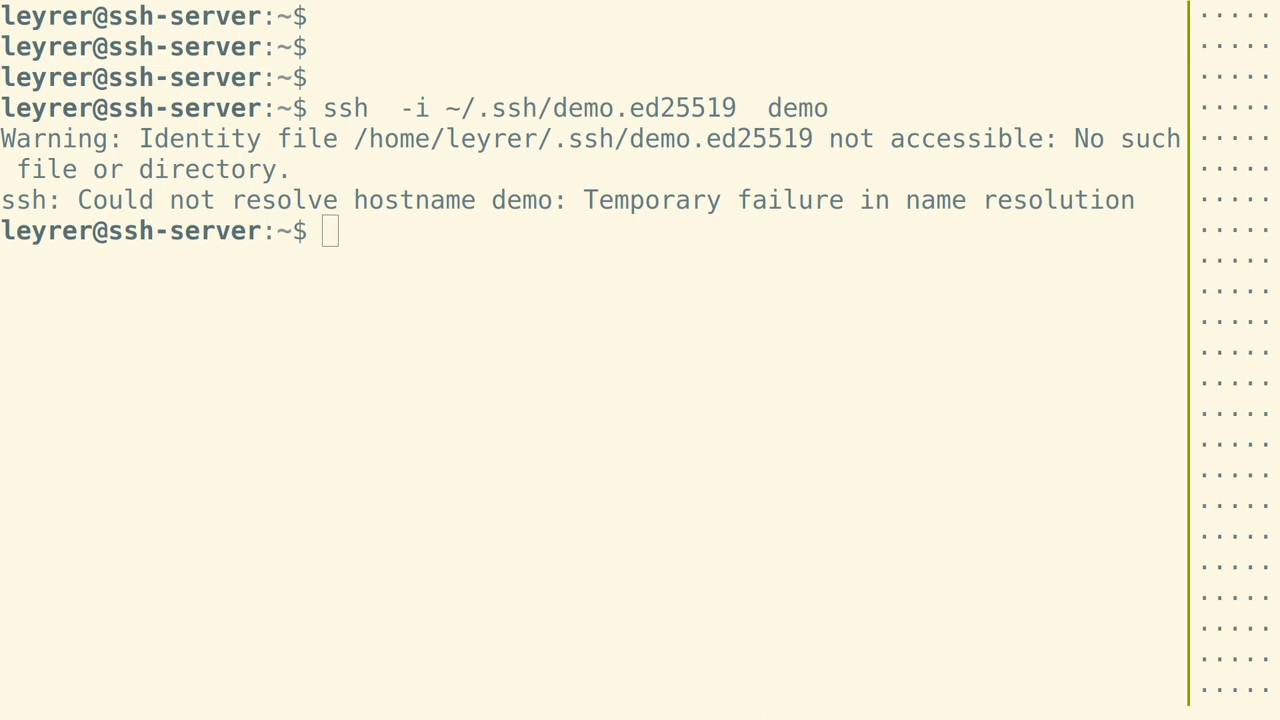 leyrer@ssh-server:~$
leyrer@ssh-server:~$
leyrer@ssh-server:~$
leyrer@ssh-server:~$ ssh  -i ~/.ssh/demo.ed25519  demo
Warning: Identity file /home/leyrer/.ssh/demo.ed25519 not accessible: No such
 file or directory.
ssh: Could not resolve hostname demo: Temporary failure in name resolution
leyrer@ssh-server:~$